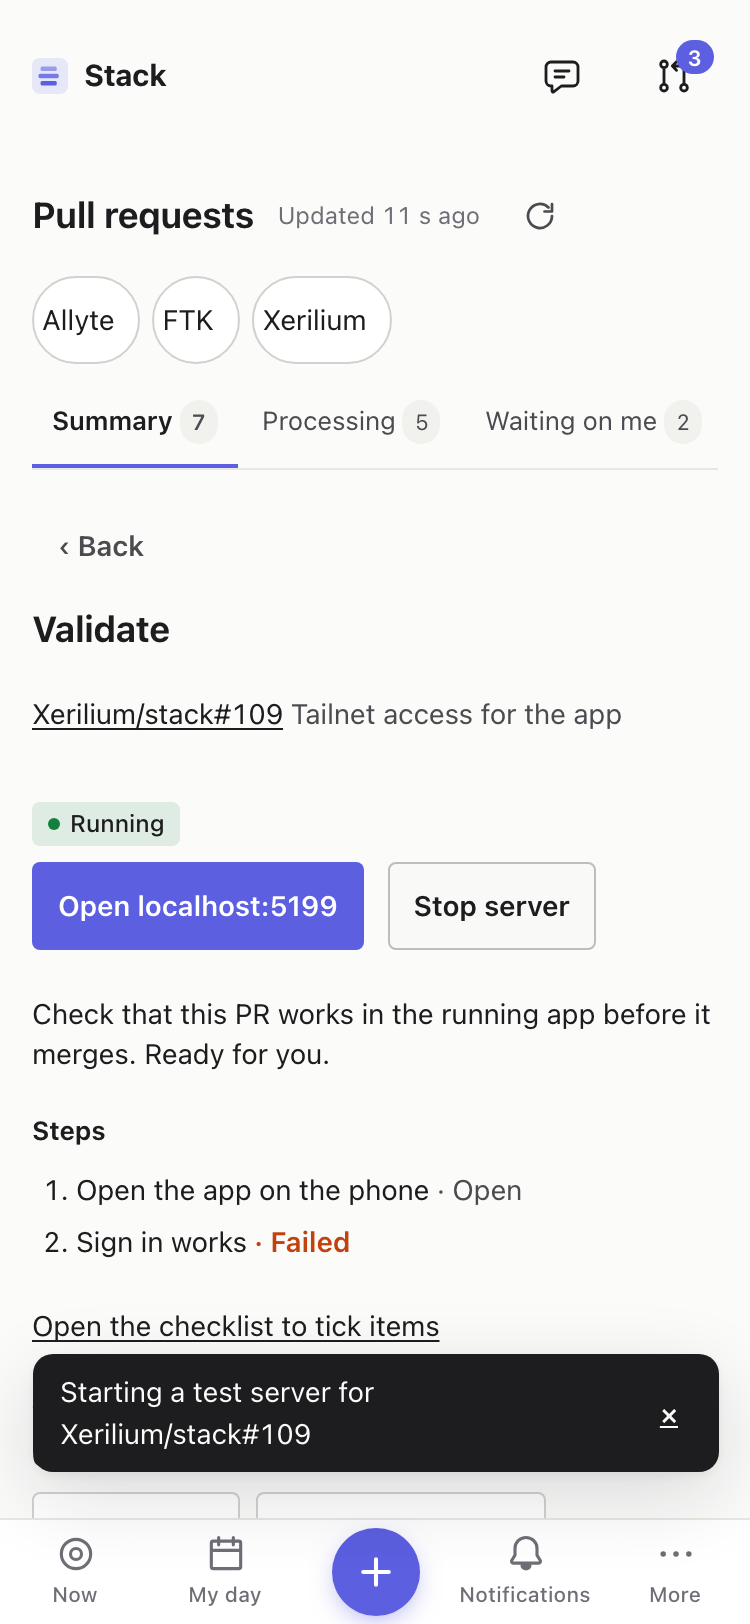 Stack
3
Pull requests Updated 11 s ago
Allyte FTK Xerilium
Summary 7 Processing 5 Waiting on me 2
‹ Back
Validate
Xerilium/stack#109 Tailnet access for the app
Running
Open localhost:5199 Stop server
Check that this PR works in the running app before it
merges. Ready for you.
Steps
1. Open the app on the phone · Open
2. Sign in works · Failed
Open the checklist to tick items
Starting a test server for
Xerilium/stack#109
×
Now My day Notifications More